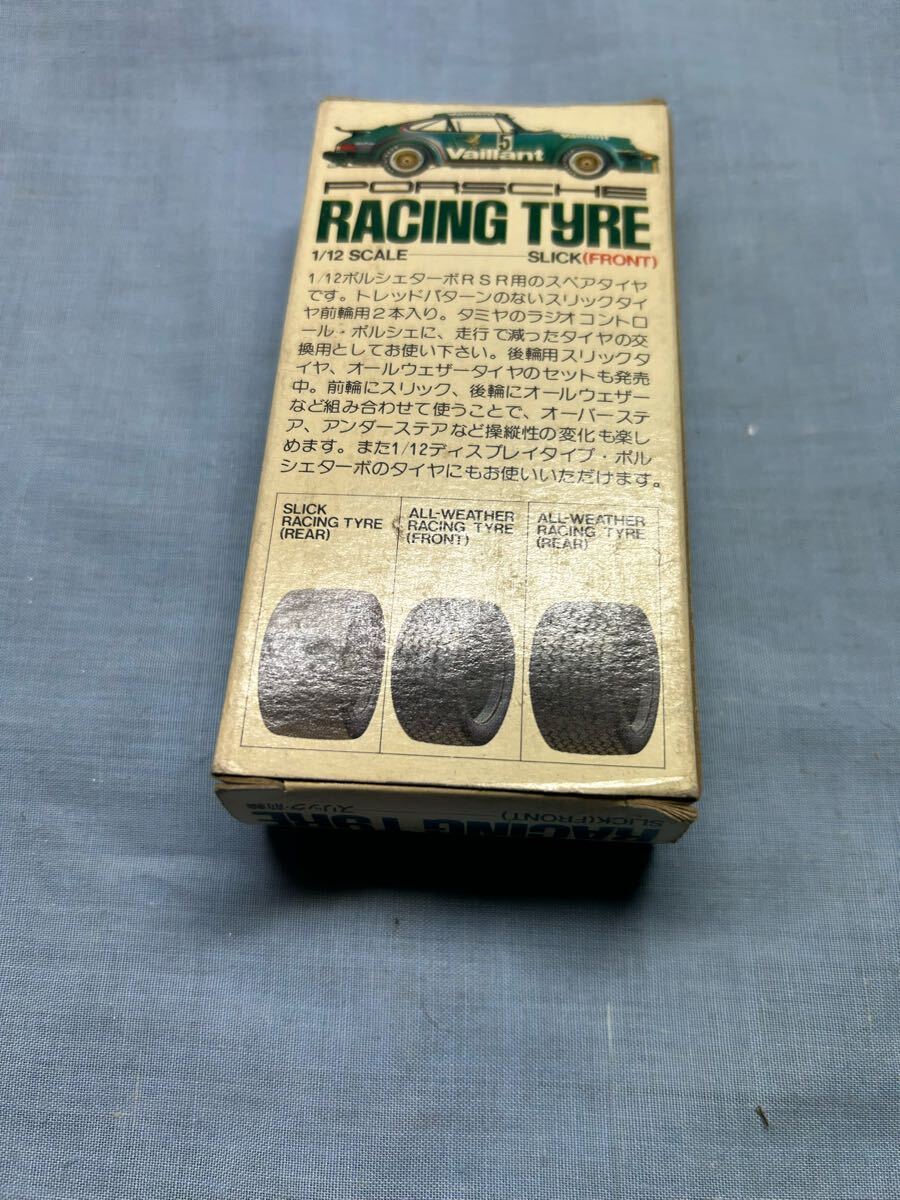 5
Vaillant
Vaillant
PORSCHE
RACING TYRE
1/12 SCALE SLICK(FRONT)
1/12ポルシェターボRSR用のスペアタイヤ
です。トレッドパターンのないスリックタイ
ヤ前輪用2本入り。タミヤのラジオコントロ
ール・ポルシェに、走行で減ったタイヤの交
換用としてお使い下さい。後輪用スリックタ
イヤ、オールウェザータイヤのセットも発売
中。前輪にスリック、後輪にオールウェザー
など組み合わせて使うことで、オーバーステ
ア、アンダーステアなど操縦性の変化も楽し
めます。また1/12ディスプレイタイプ・ポル
シェターボのタイヤにもお使いいただけます。
SLICK
RACING TYRE
(REAR)
ALL-WEATHER
RACING TYRE
(FRONT)
ALL-WEATHER
RACING TYRE
(REAR)
スリック・前輪
SLICK(FRONT)
RACING TYRE